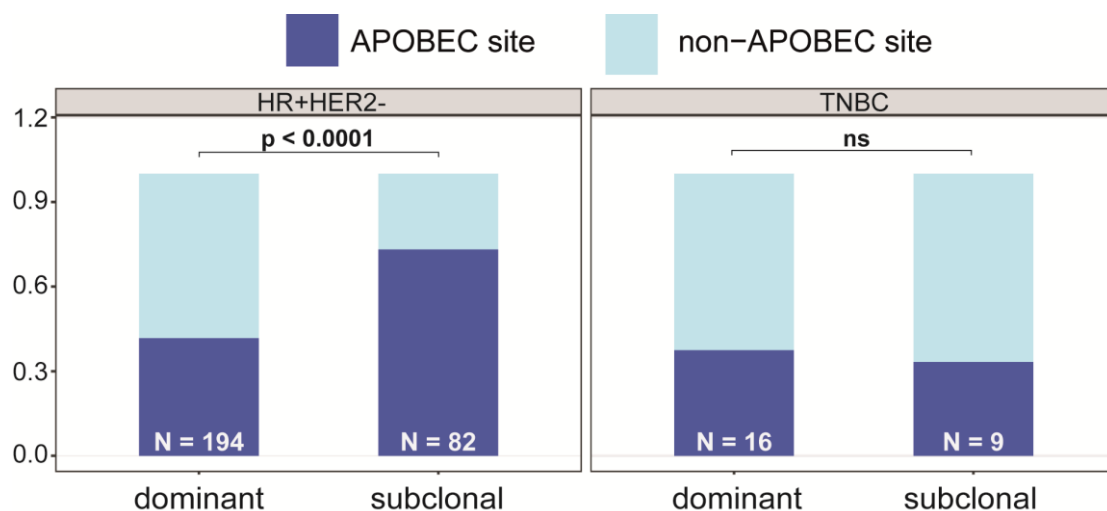 APOBEC site non−APOBEC site
HR+HER2- TNBC
1.2
p < 0.0001 ns
0.9
0.6
0.3
N = 194 N = 82 N = 16 N = 9
0.0
dominant subclonal dominant subclonal